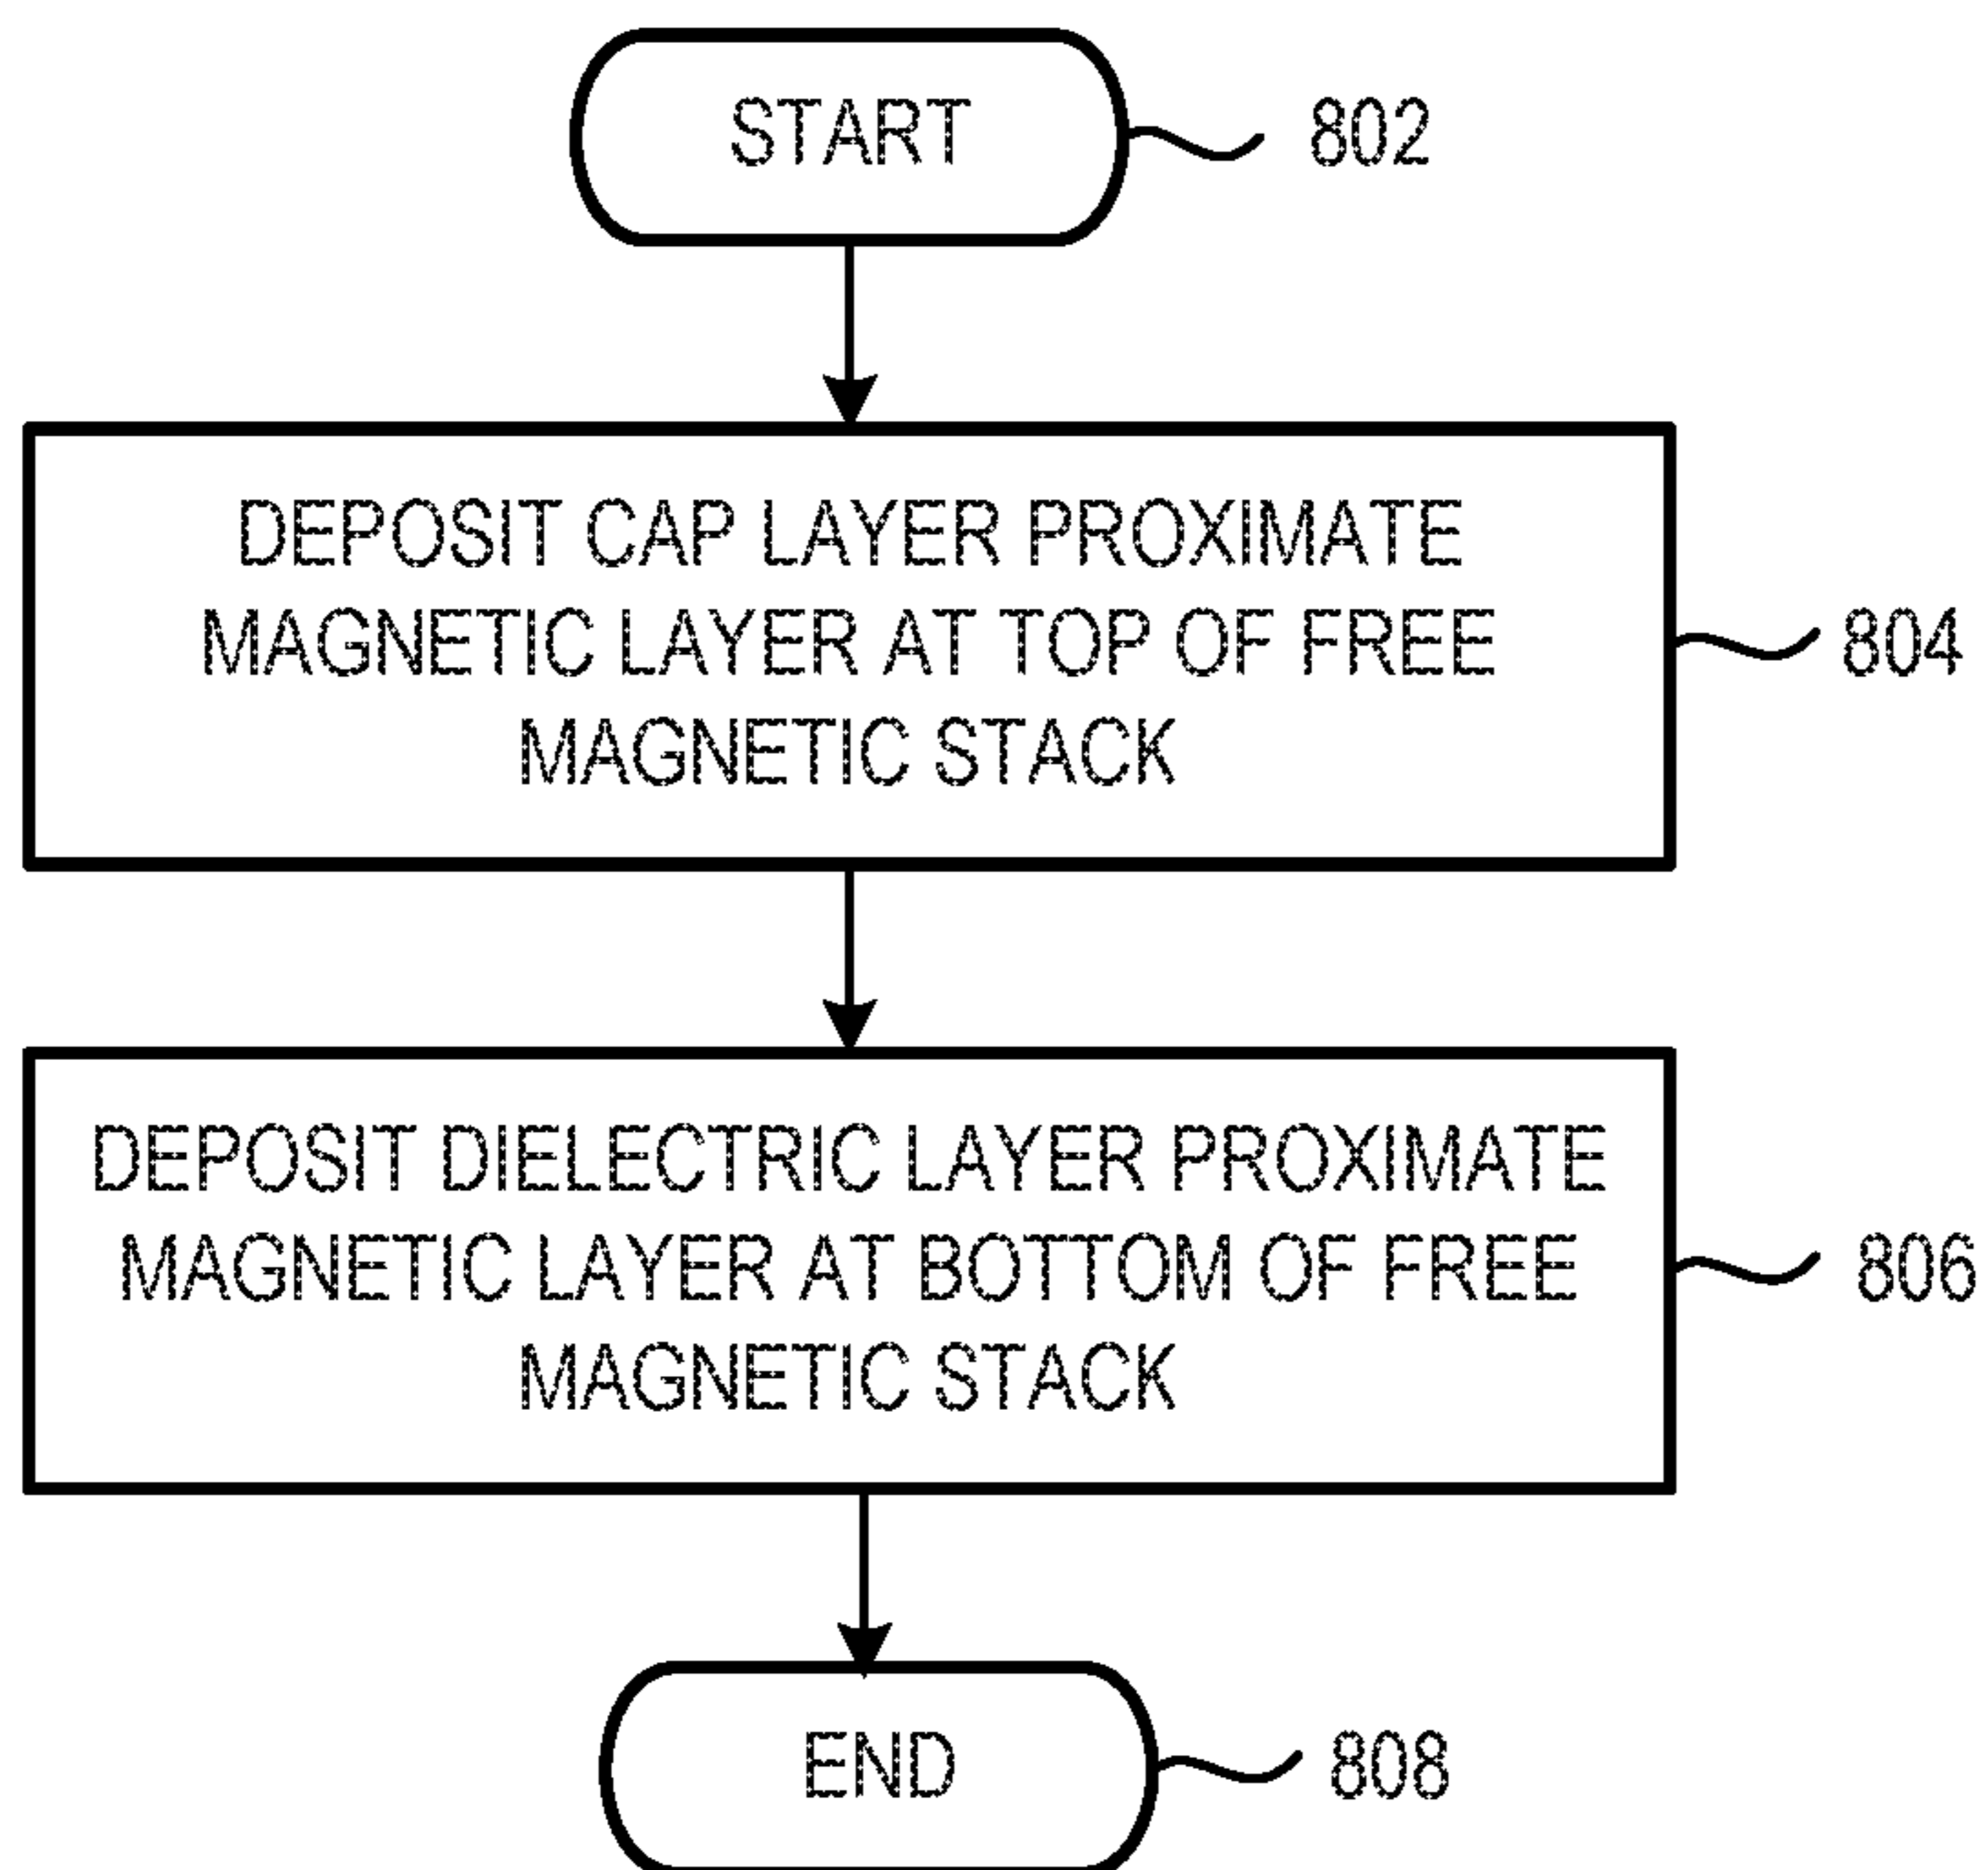 START
802
DEPOSIT CAP LAYER PROXIMATE
MAGNETIC LAYER AT TOP OF FREE
MAGNETIC STACK
804
DEPOSIT DIELECTRIC LAYER PROXIMATE
MAGNETIC LAYER AT BOTTOM OF FREE
MAGNETIC STACK
806
END
808